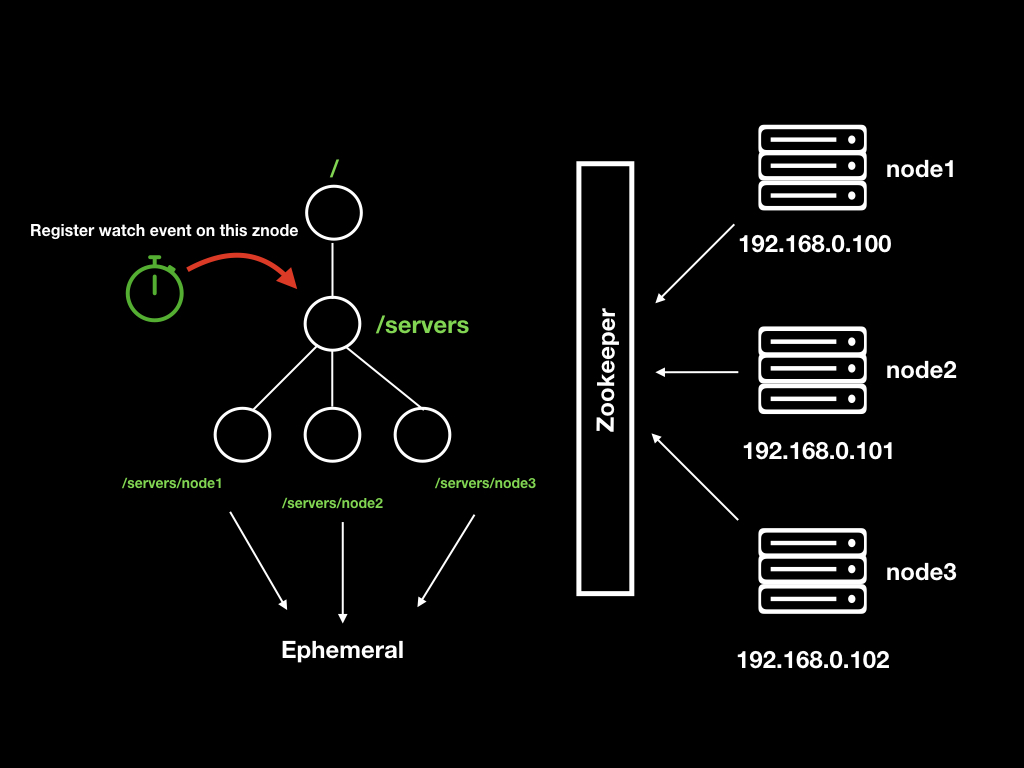 /
Register watch event on this znode
/servers
/servers/node1
/servers/node2
/servers/node3
Ephemeral
Zookeeper
node1
192.168.0.100
node2
192.168.0.101
node3
192.168.0.102